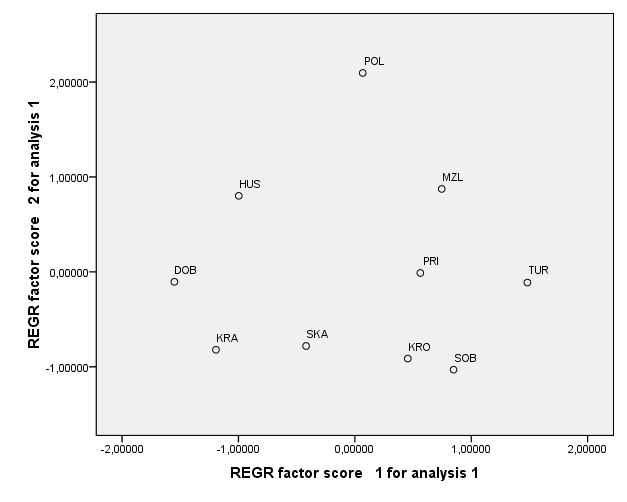 POL
2,00000
HUS
MZL
1,00000
PRI
DOB
TUR
0,00000
KRA
SKA
KRO
SOB
-1,00000
REGR factor score   2 for analysis 1
-2,00000 -1,00000 0,00000 1,00000 2,00000
REGR factor score   1 for analysis 1